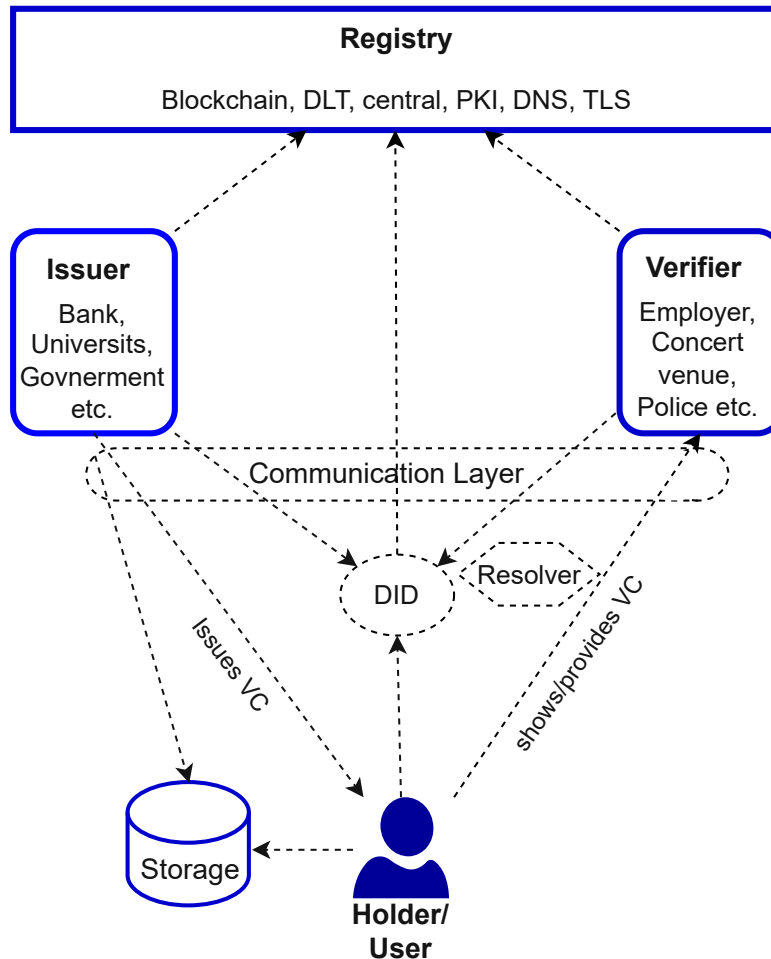 Registry
Blockchain, DLT, central, PKI, DNS, TLS
Issuer
Bank,
Universits,
Govnerment
etc.
Verifier
Employer,
Concert
venue,
Police etc.
Communication Layer
DID
Resolver
Issues VC
shows/provides VC
Storage
Holder/
User